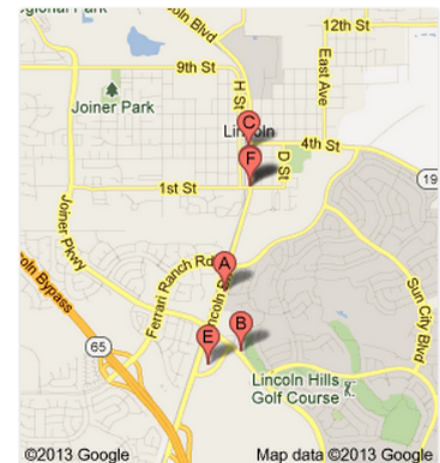 Regional Park
Lincoln Blvd
12th St
9th St
Joiner Park
H St
East Ave
C
Lincoln
4th St
F
D St
1st St
19
Joiner Pkwy
A
Ferrari Ranch Rd
Lincoln Blvd
Sun City Blvd
Lincoln Bypass
65
E
B
Lincoln Hills
Golf Course
©2013 Google
Map data ©2013 Google